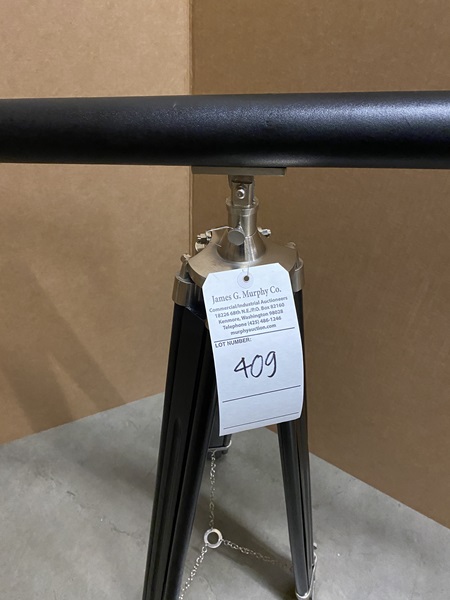 James G. Murphy Co.
Commercial/Industrial Auctioneers
18226 68th N.E./P.O. Box 82160
Kenmore, Washington 98028
Telephone (425) 486-1246
murphyauction.com
LOT NUMBER:
409